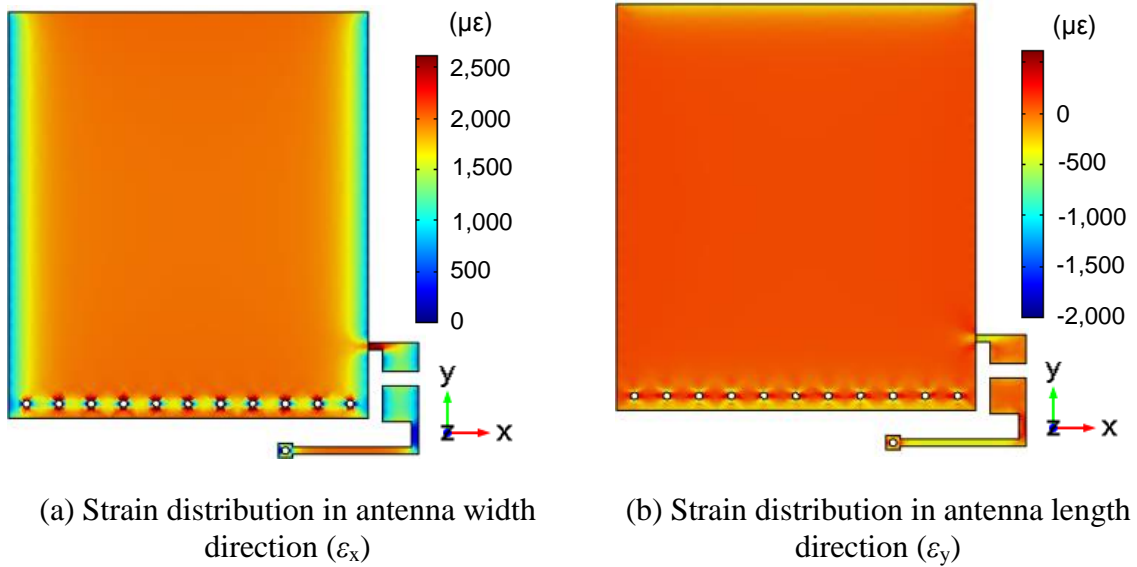 (με)
2,500
2,000
1,500
1,000
500
0
y
z
x
(a) Strain distribution in antenna width
direction (εx)
(με)
0
-500
-1,000
-1,500
-2,000
y
z
x
(b) Strain distribution in antenna length
direction (εy)